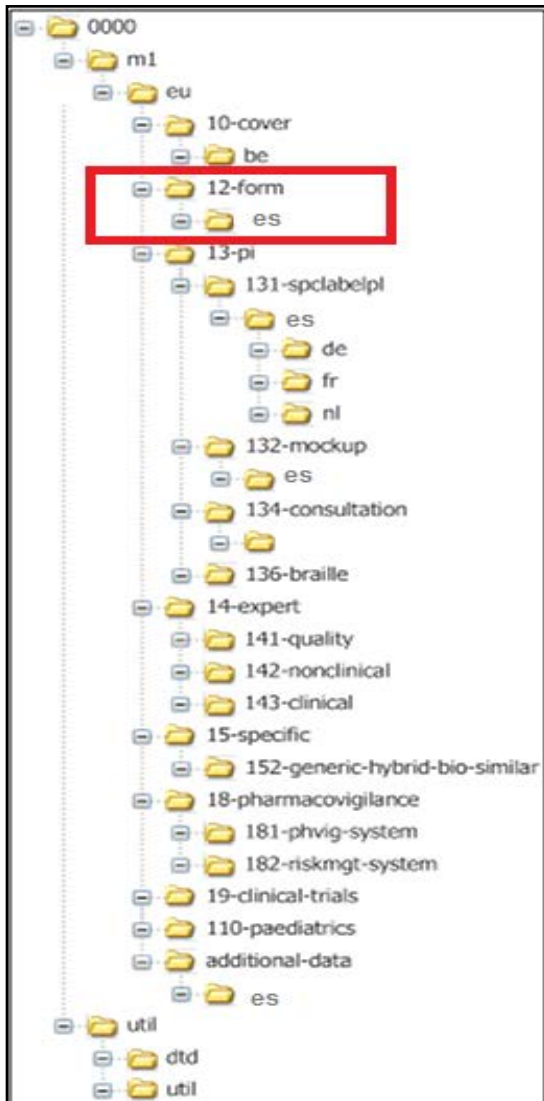 0000
m1
eu
10-cover
be
12-form
es
13-pi
131-spclabelpl
es
de
fr
nl
132-mockup
es
134-consultation
136-braille
14-expert
141-quality
142-nonclinical
143-clinical
15-specific
152-generic-hybrid-bio-similar
18-pharmacovigilance
181-phvig-system
182-riskmgt-system
19-clinical-trials
110-paediatrics
additional-data
es
util
dtd
util